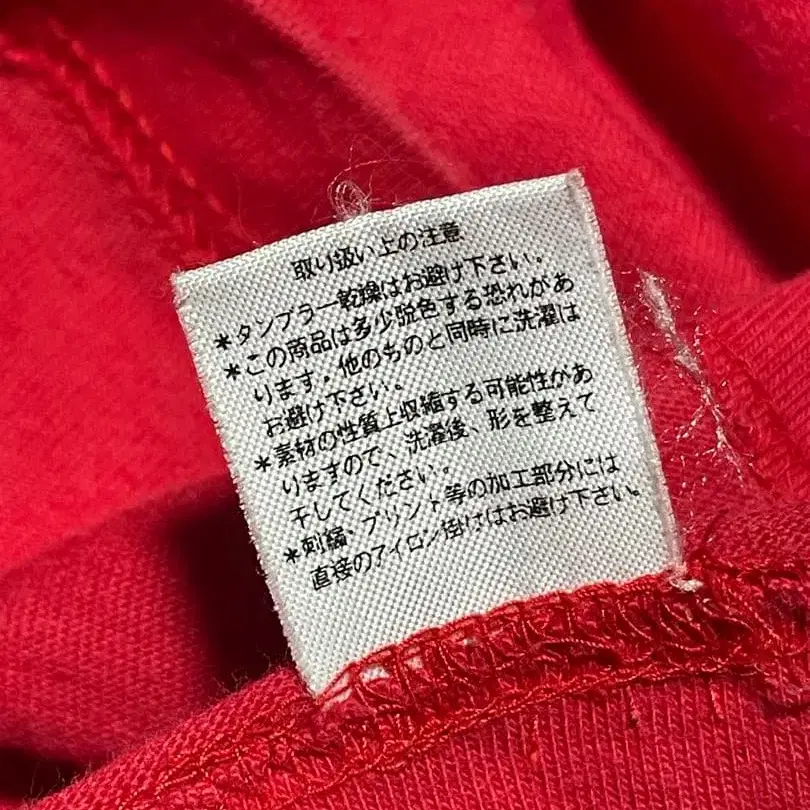 取り扱い上の注意
*タンブラー乾燥はお避け下さい。
*この商品は多少脱色する恐れがあ
ります・他のものと同時に洗濯は
お避け下さい。
*素材の性質上収縮する可能性があ
りますので、洗濯後、形を整えて
干してください。
*刺繍、プリント等の加工部分には
直接のアイロン掛けはお避け下さい。